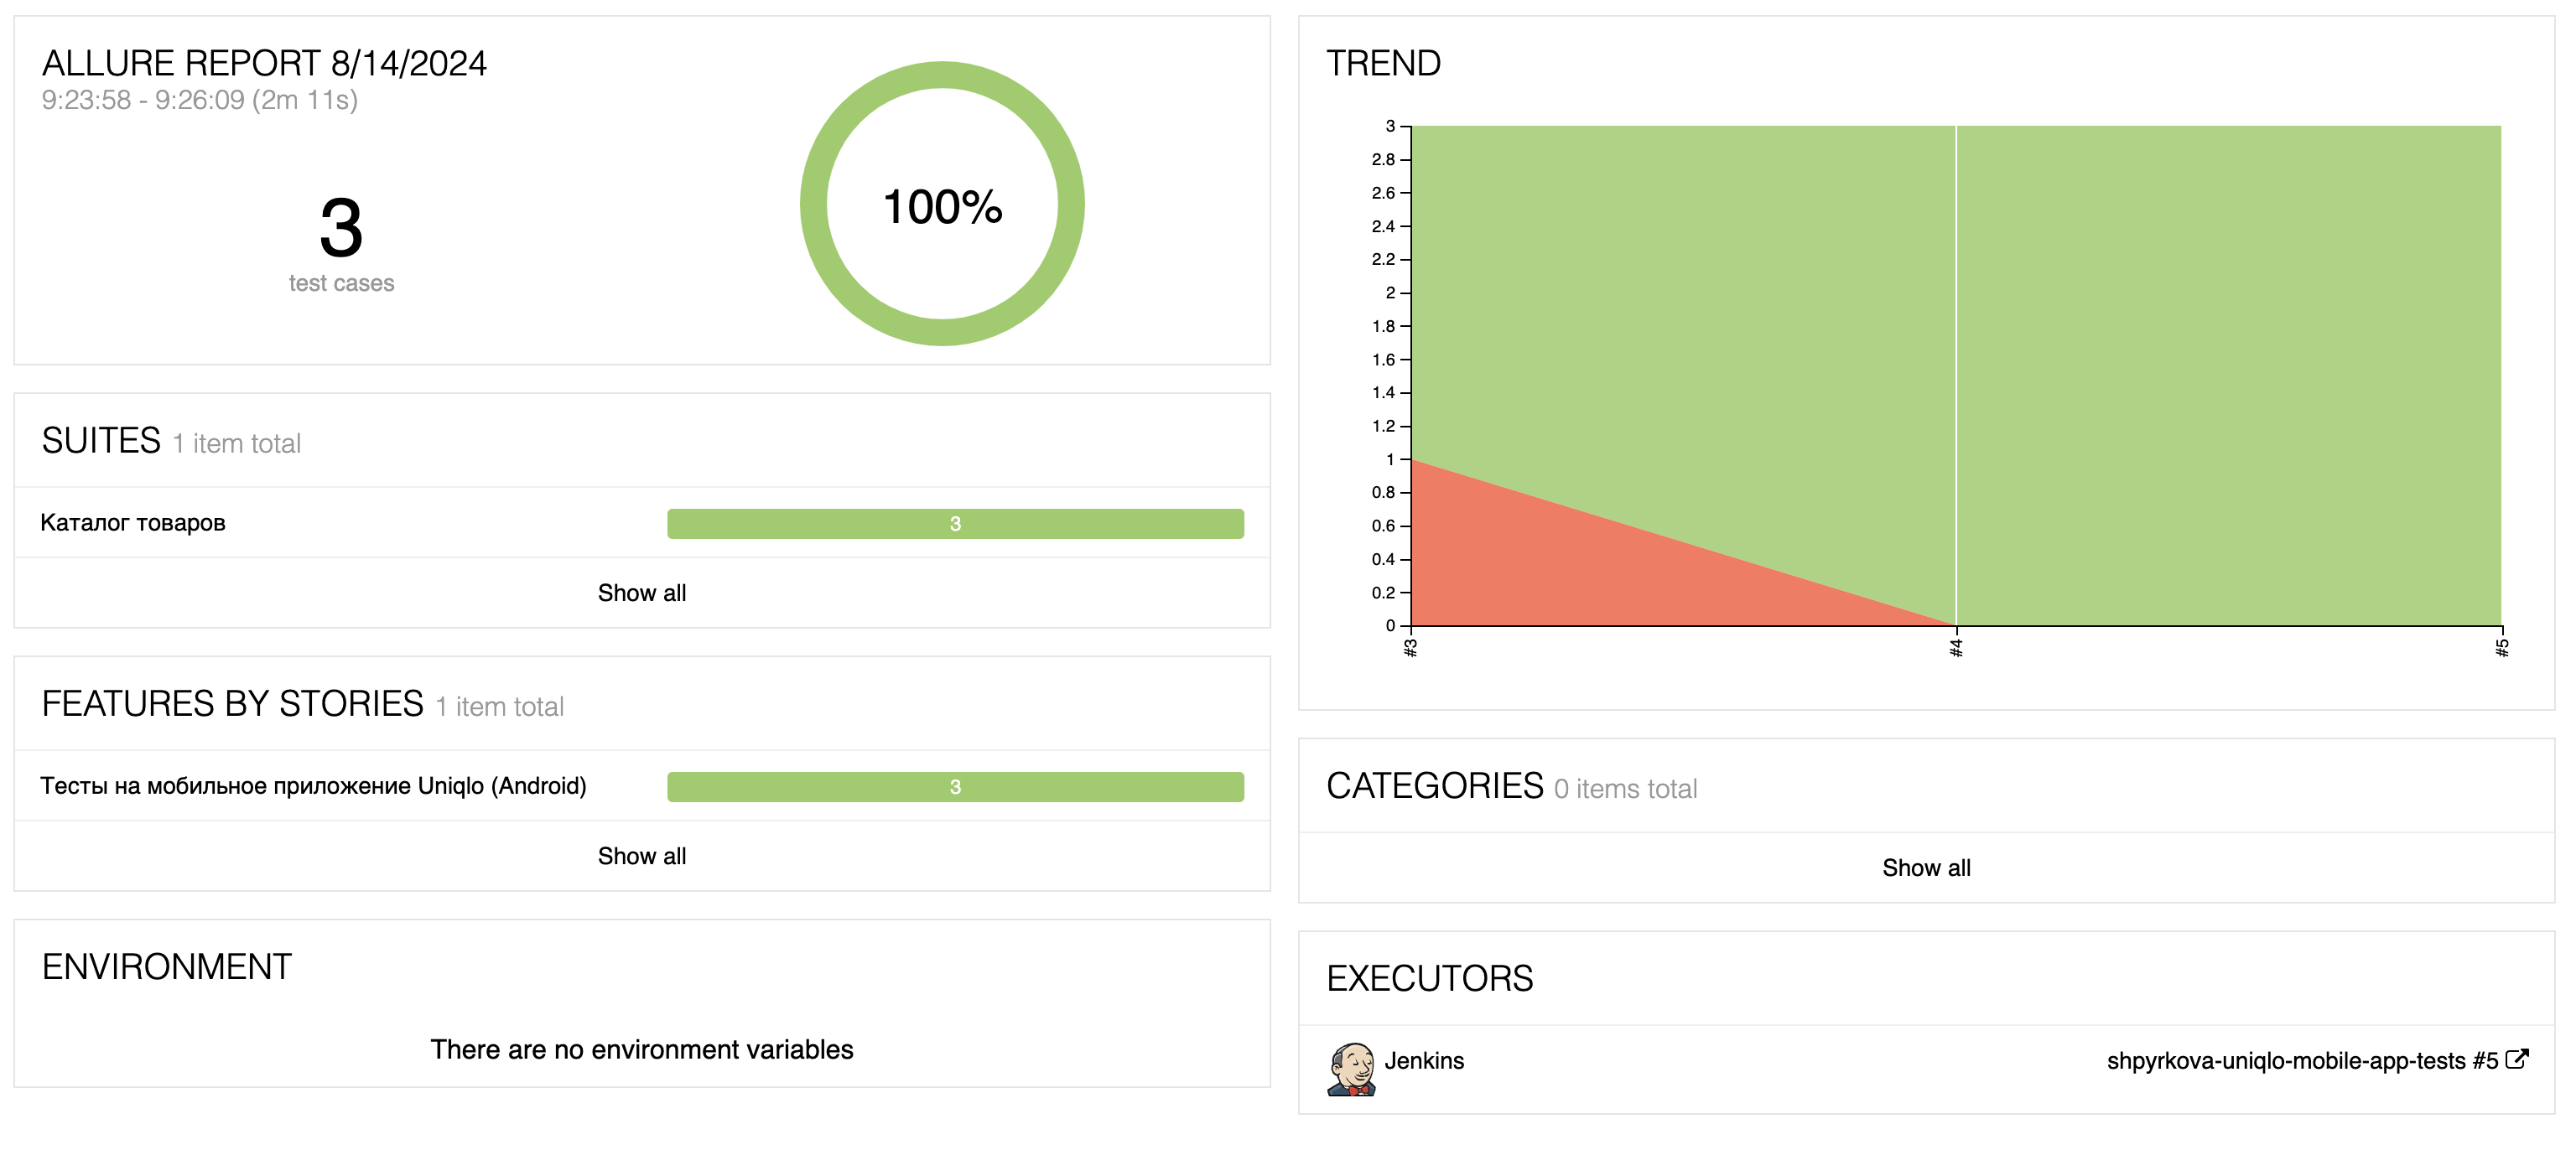 ALLURE REPORT 8/14/2024
9:23:58 - 9:26:09 (2m 11s)
3
test cases
100%
SUITES 1 item total
Каталог товаров 3
Show all
FEATURES BY STORIES 1 item total
Тесты на мобильное приложение Uniqlo (Android) 3
Show all
ENVIRONMENT
There are no environment variables
TREND
3
2.8
2.6
2.4
2.2
2
1.8
1.6
1.4
1.2
1
0.8
0.6
0.4
0.2
0
#3
#4
#5
CATEGORIES 0 items total
Show all
EXECUTORS
Jenkins shpyrkova-uniqlo-mobile-app-tests #5